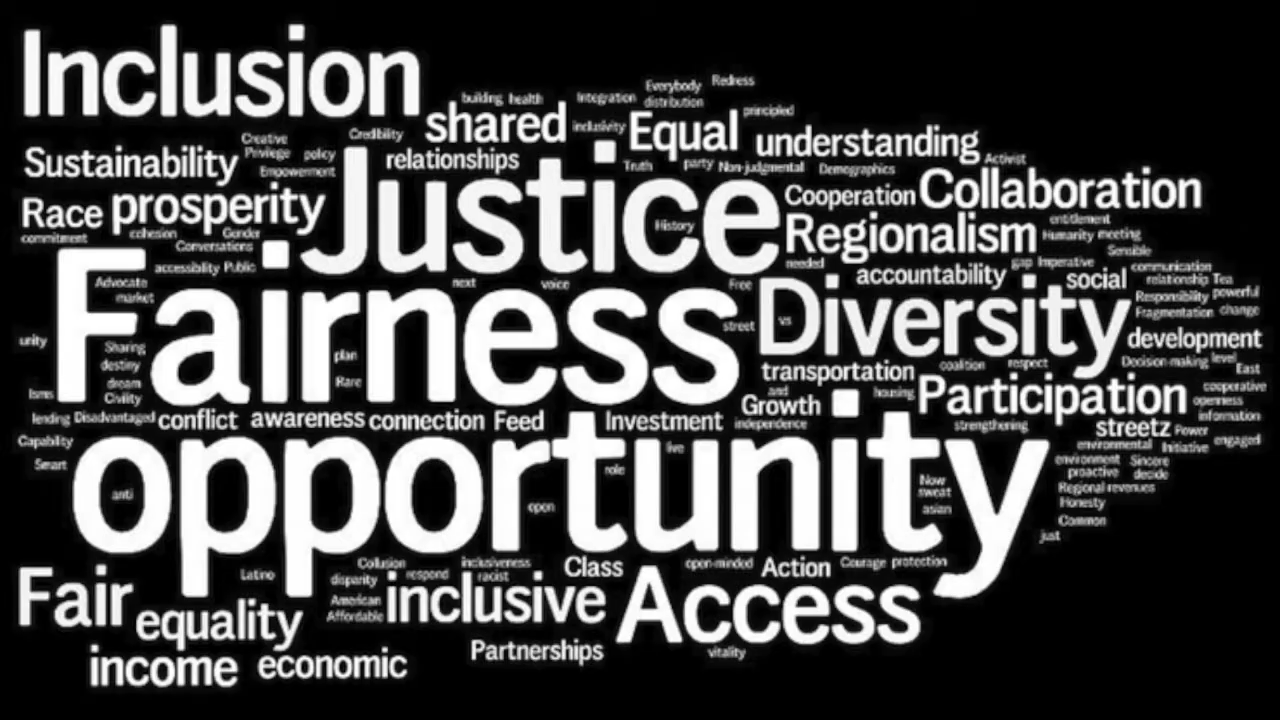 Inclusion
building health Integration Everybody Redress
distribution
shared inclusivity Equal principled
Creative Credibility understanding
Sustainability Privilege policy relationships Truth party Non-judgmental Demographics Activist
Empowerment
Race prosperity Justice Cooperation Collaboration
commitment cohesion Gender History Regionalism entitlement
Conversations Humanity meeting
Sensible
accessibility Public needed accountability gap Imperative social communication
relationship Tea
Advocate next voice Free Diversity Responsibility powerful
market Fragmentation change
Fairness street vs
unity Sharing plan development
destiny transportation coalition respect Decision-making level East
dream Rare and housing Participation cooperative
Isms Civility Growth openness
lending Disadvantaged conflict awareness connection Feed Investment independence strengthening streetz information
Power
Capability live environmental Initiative engaged
Smart role environment Sincere
proactive decide
opportunity Now
anti sweat Regional revenues
open asian Honesty
Common
just
Collusion inclusiveness Class open-minded Action Courage protection
Latino disparity respond racist
Fair American inclusive Access
equality Affordable
income economic Partnerships vitality